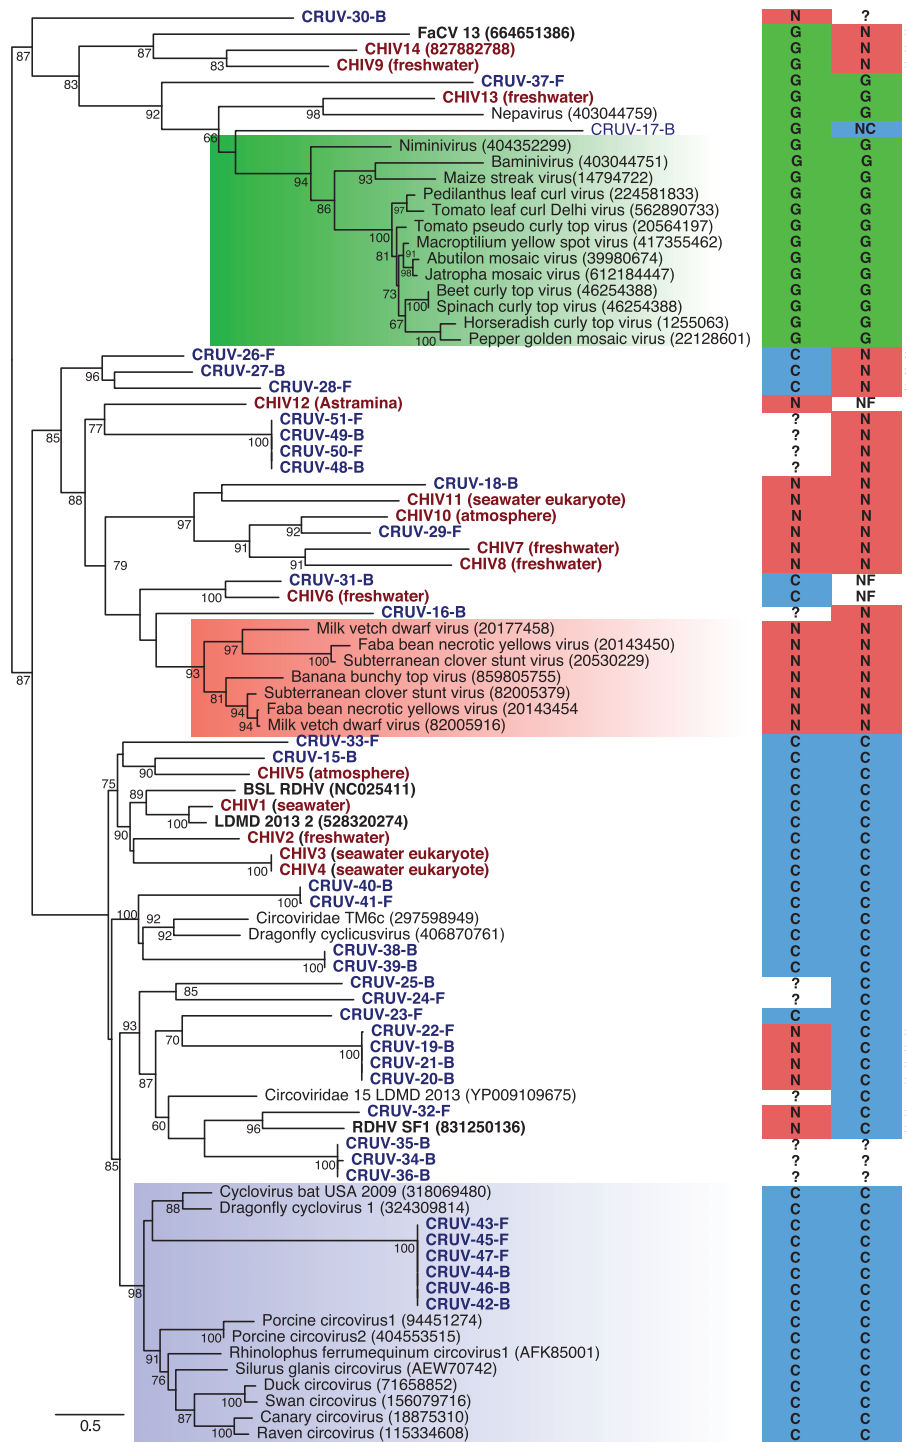 CRUV-30-B N ?
87
FaCV 13 (664651386) G N
87
CHIV14 (827882788) G N
83
CHIV9 (freshwater) G N
83
CRUV-37-F G G
92
CHIV13 (freshwater) G G
98
Nepavirus (403044759) G G
CRUV-17-B G NC
66
Niminivirus (404352299) G G
Baminivirus (403044751) G G
94
93
Maize streak virus(14794722) G G
Pedilanthus leaf curl virus (224581833) G G
86
97
Tomato leaf curl Delhi virus (562890733) G G
Tomato pseudo curly top virus (20564197) G G
100
Macroptilium yellow spot virus (417355462) G G
81
91
Abutilon mosaic virus (39980674) G G
98
Jatropha mosaic virus (612184447) G G
73
Beet curly top virus (46254388) G G
100
Spinach curly top virus (46254388) G G
67
Horseradish curly top virus (1255063) G G
100
Pepper golden mosaic virus (22128601) G G
CRUV-26-F C N
96
CRUV-27-B C N
CRUV-28-F C N
CHIV12 (Astramina) N NF
77
CRUV-51-F ? N
85
100
CRUV-49-B ? N
CRUV-50-F ? N
CRUV-48-B ? N
CRUV-18-B N N
88
CHIV11 (seawater eukaryote) N N
97
CHIV10 (atmosphere) N N
92
CRUV-29-F N N
91
CHIV7 (freshwater) N N
91
CHIV8 (freshwater) N N
79
CRUV-31-B C NF
100
CHIV6 (freshwater) C NF
CRUV-16-B ? N
Milk vetch dwarf virus (20177458) N N
97
Faba bean necrotic yellows virus (20143450) N N
100
Subterranean clover stunt virus (20530229) N N
93
87
Banana bunchy top virus (859805755) N N
81
Subterranean clover stunt virus (82005379) N N
94
Faba bean necrotic yellows virus (20143454 N N
94
Milk vetch dwarf virus (82005916) N N
CRUV-33-F C C
CRUV-15-B C C
90
CHIV5 (atmosphere) C C
75
BSL RDHV (NC025411) C C
89
CHIV1 (seawater) C C
100
LDMD 2013 2 (528320274) C C
90
CHIV2 (freshwater) C C
CHIV3 (seawater eukaryote) C C
100
CHIV4 (seawater eukaryote) C C
CRUV-40-B C C
100
CRUV-41-F C C
100
92
Circoviridae TM6c (297598949) C C
92
Dragonfly cyclicusvirus (406870761) C C
CRUV-38-B C C
100
CRUV-39-B C C
CRUV-25-B ? C
85
CRUV-24-F ? C
CRUV-23-F C C
93
CRUV-22-F N C
70
CRUV-19-B N C
100
CRUV-21-B N C
87
CRUV-20-B N C
Circoviridae 15 LDMD 2013 (YP009109675) ? C
CRUV-32-F N C
60
96
RDHV SF1 (831250136) N C
CRUV-35-B ? ?
85
100
CRUV-34-B ? ?
CRUV-36-B ? ?
Cyclovirus bat USA 2009 (318069480) C C
88
Dragonfly cyclovirus 1 (324309814) C C
CRUV-43-F C C
100
CRUV-45-F C C
CRUV-47-F C C
CRUV-44-B C C
98
CRUV-46-B C C
CRUV-42-B C C
Porcine circovirus1 (94451274) C C
100
Porcine circovirus2 (404553515) C C
91
Rhinolophus ferrumequinum circovirus1 (AFK85001) C C
76
Silurus glanis circovirus (AEW70742) C C
Duck circovirus (71658852) C C
100
Swan circovirus (156079716) C C
87
Canary circovirus (18875310) C C
100
Raven circovirus (115334608) C C
0.5